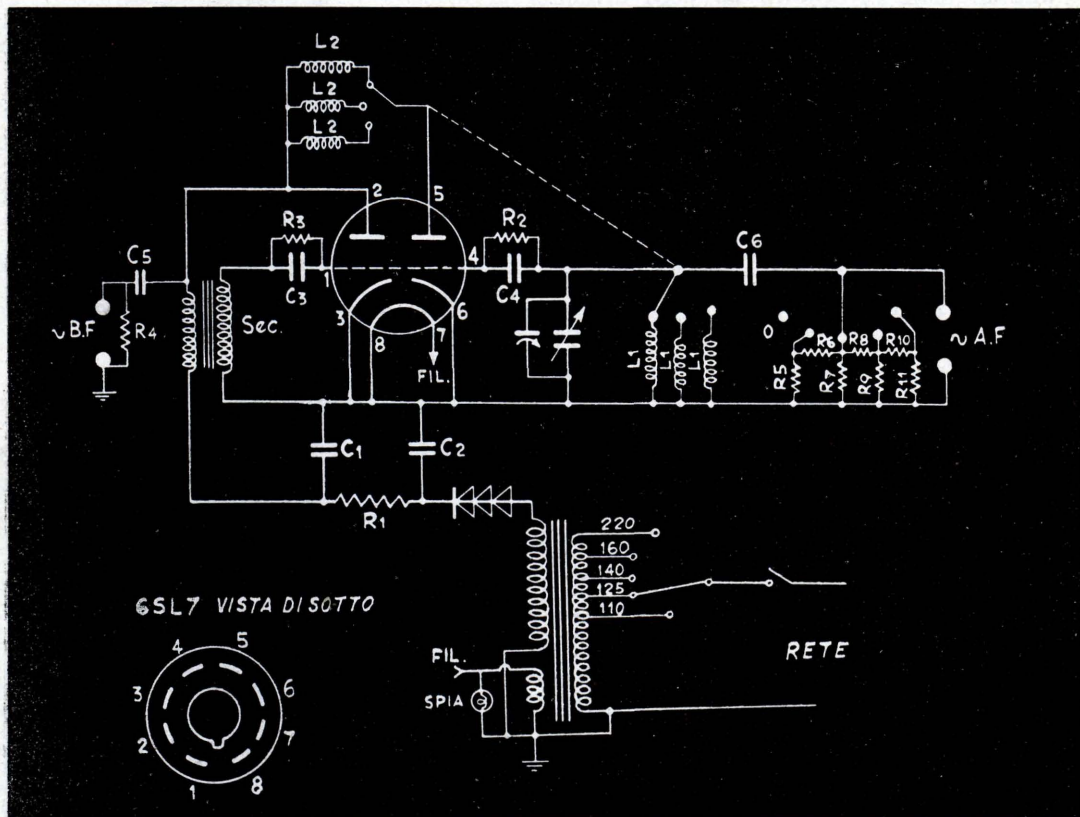 L2
L2
L2
2
5
R3
R2
C5
1
4
C6
C3
C4
∿ B.F
R4
Sec.
3
6
8
7
FIL.
L1
L1
L1
0
R6
R8
R10
R5
R7
R9
R11
∿ A.F
C1
C2
R1
220
160
140
125
110
RETE
6SL7 VISTA DI SOTTO
4
5
3
6
2
7
1
8
FIL.
SPIA